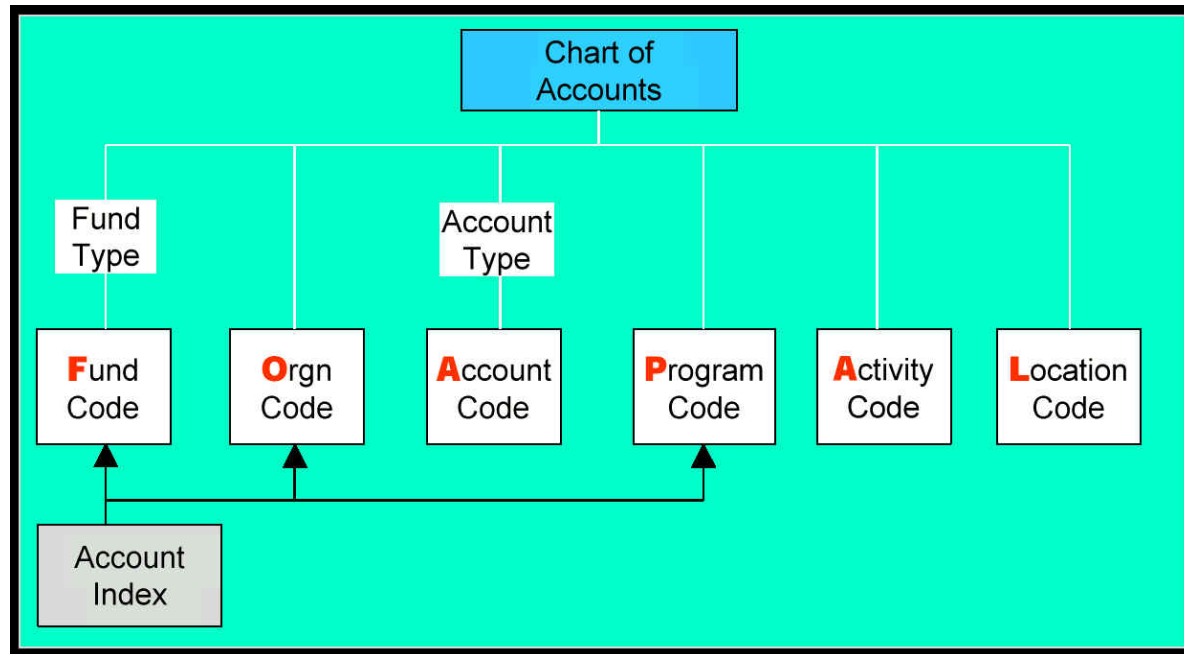 Chart of
Accounts
Fund
Type
Account
Type
Fund
Code
Orgn
Code
Account
Code
Program
Code
Activity
Code
Location
Code
Account
Index